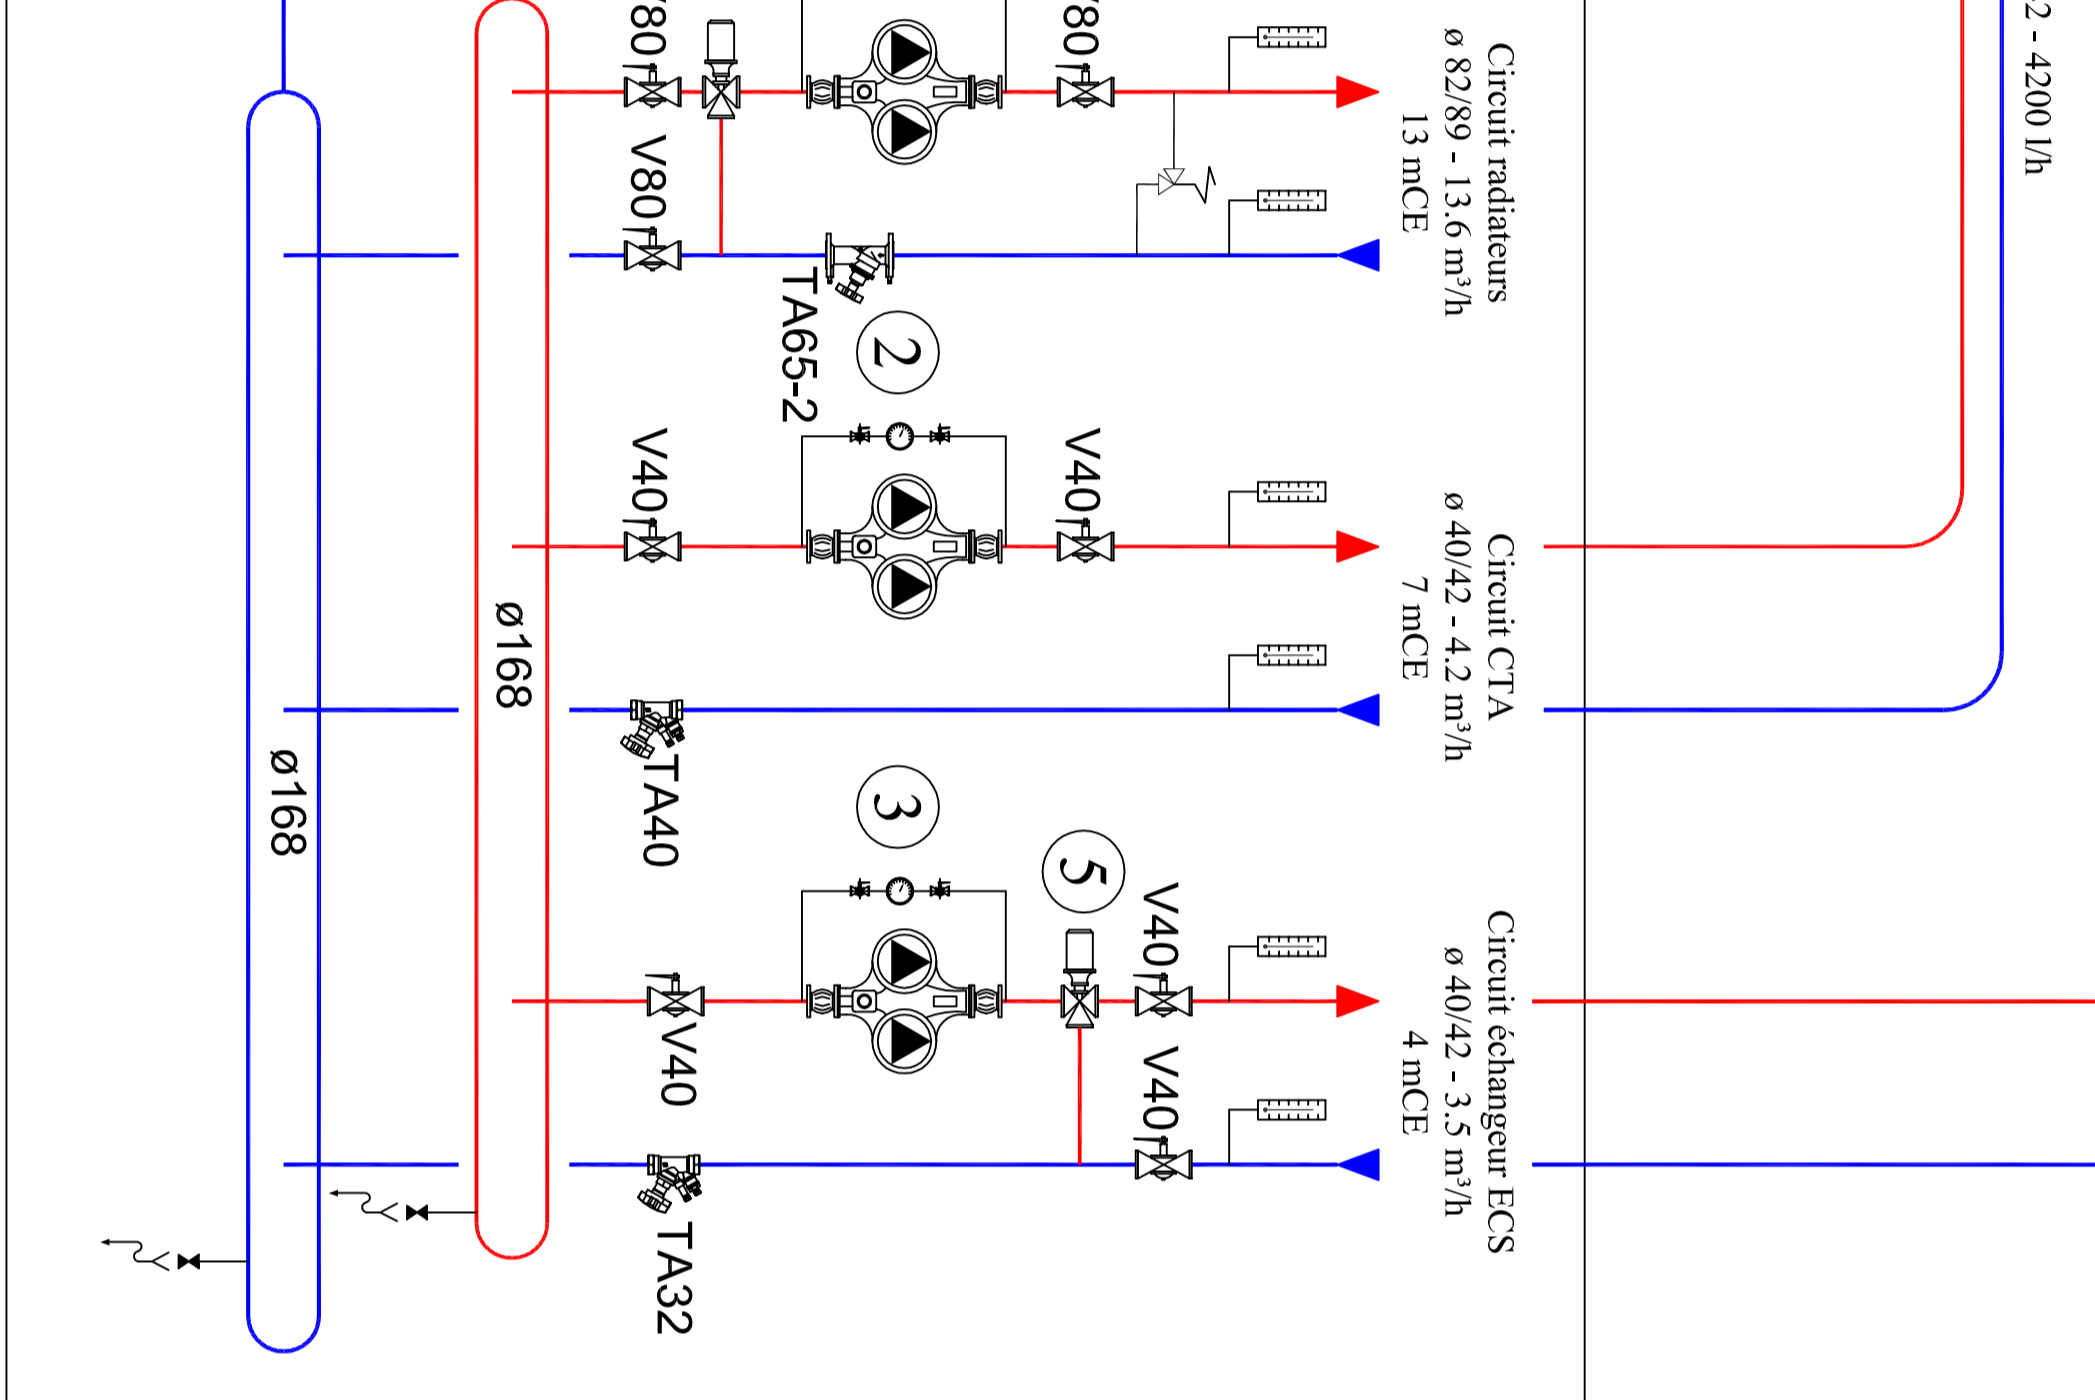 V80
Circuit radiateurs
ø 82/89 - 13.6 m³/h
13 mCE
2 - 4200 l/h
V80
TA65-2
2
V40
V40
Circuit CTA
ø 40/42 - 4.2 m³/h
7 mCE
ø168
ø168
TA40
3
5
V40
V40
V40
Circuit échangeur ECS
ø 40/42 - 3.5 m³/h
4 mCE
TA32